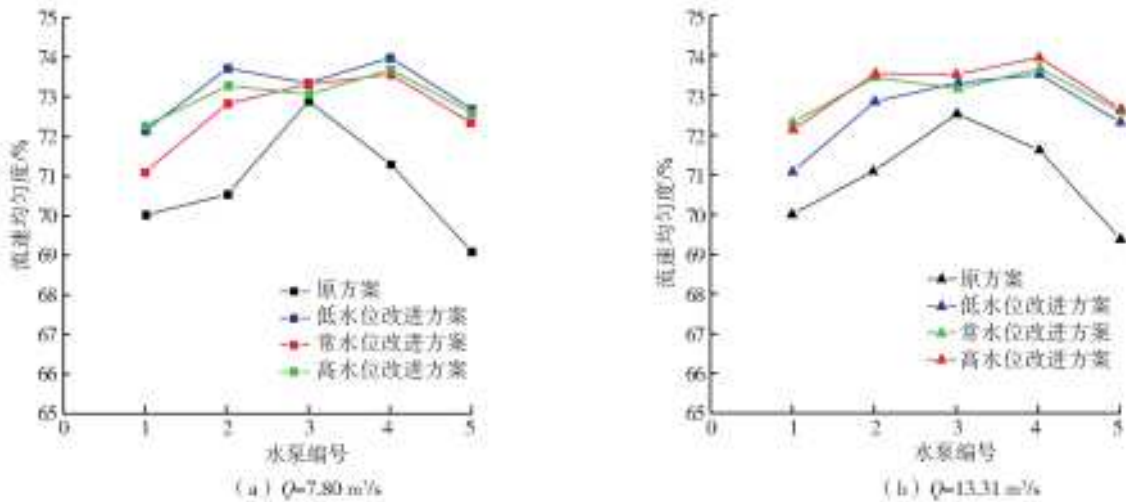 75
74
73
72
71
70
69
68
67
66
65
流速均匀度/%
原方案
低水位改进方案
常水位改进方案
高水位改进方案
0 1 2 3 4 5
水泵编号
(a) Q=7.80 m³/s
75
74
73
72
71
70
69
68
67
66
65
流速均匀度/%
原方案
低水位改进方案
常水位改进方案
高水位改进方案
0 1 2 3 4 5
水泵编号
(b) Q=13.31 m³/s